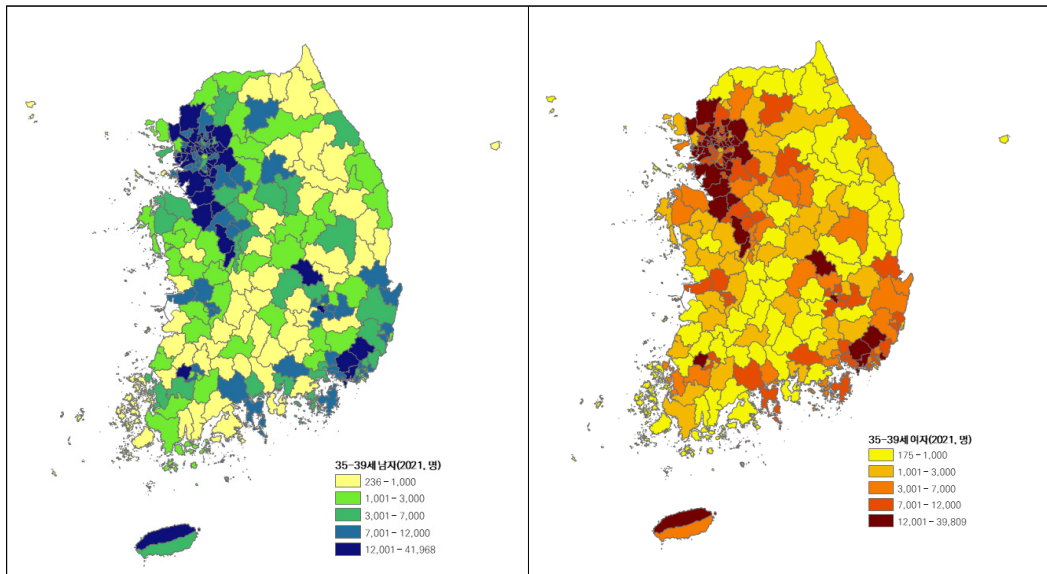 35-39세 남자(2021, 명)
236 - 1,000
1,001 - 3,000
3,001 - 7,000
7,001 - 12,000
12,001 - 41,968
35-39세 여자(2021, 명)
175 - 1,000
1,001 - 3,000
3,001 - 7,000
7,001 - 12,000
12,001 - 39,809